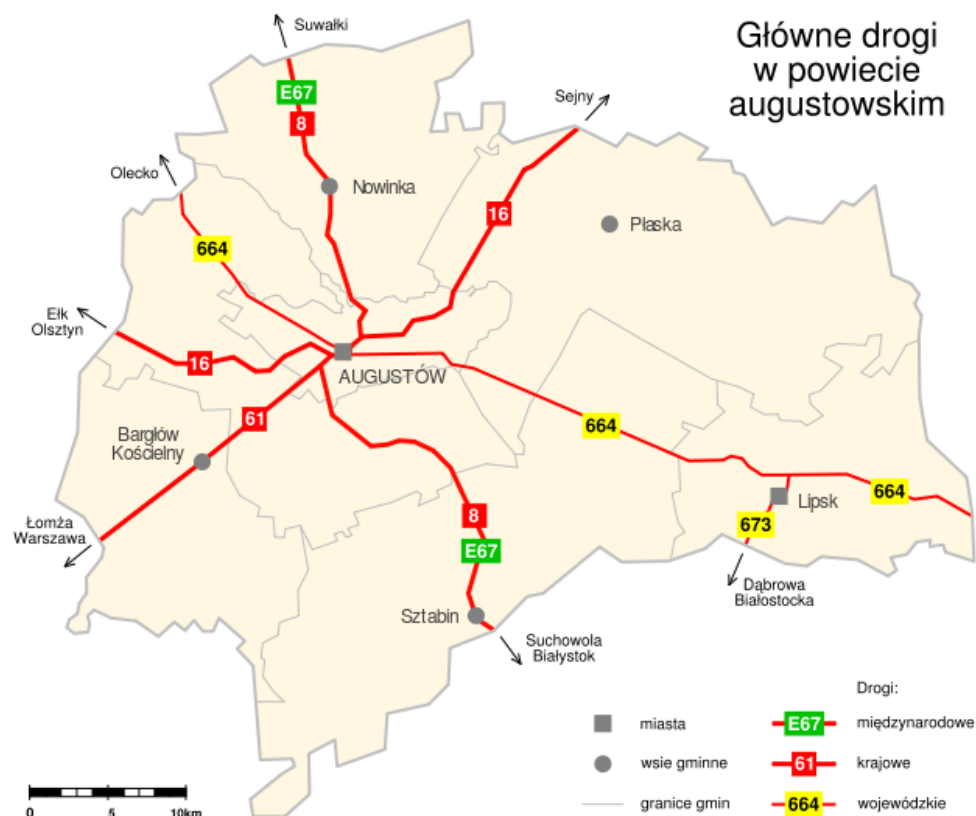 Główne drogi
w powiecie
augustowskim
Suwałki
E67
8
Sejny
Olecko
Nowinka
16
Płaska
664
Ełk
Olsztyn
16
AUGUSTÓW
61
664
Bargłów
Kościelny
Lipsk
664
8
673
Łomża
Warszawa
E67
Dąbrowa
Białostocka
Sztabin
Suchowola
Białystok
Drogi:
miasta
E67
międzynarodowe
wsie gminne
61
krajowe
granice gmin
664
wojewódzkie
0
5
10km